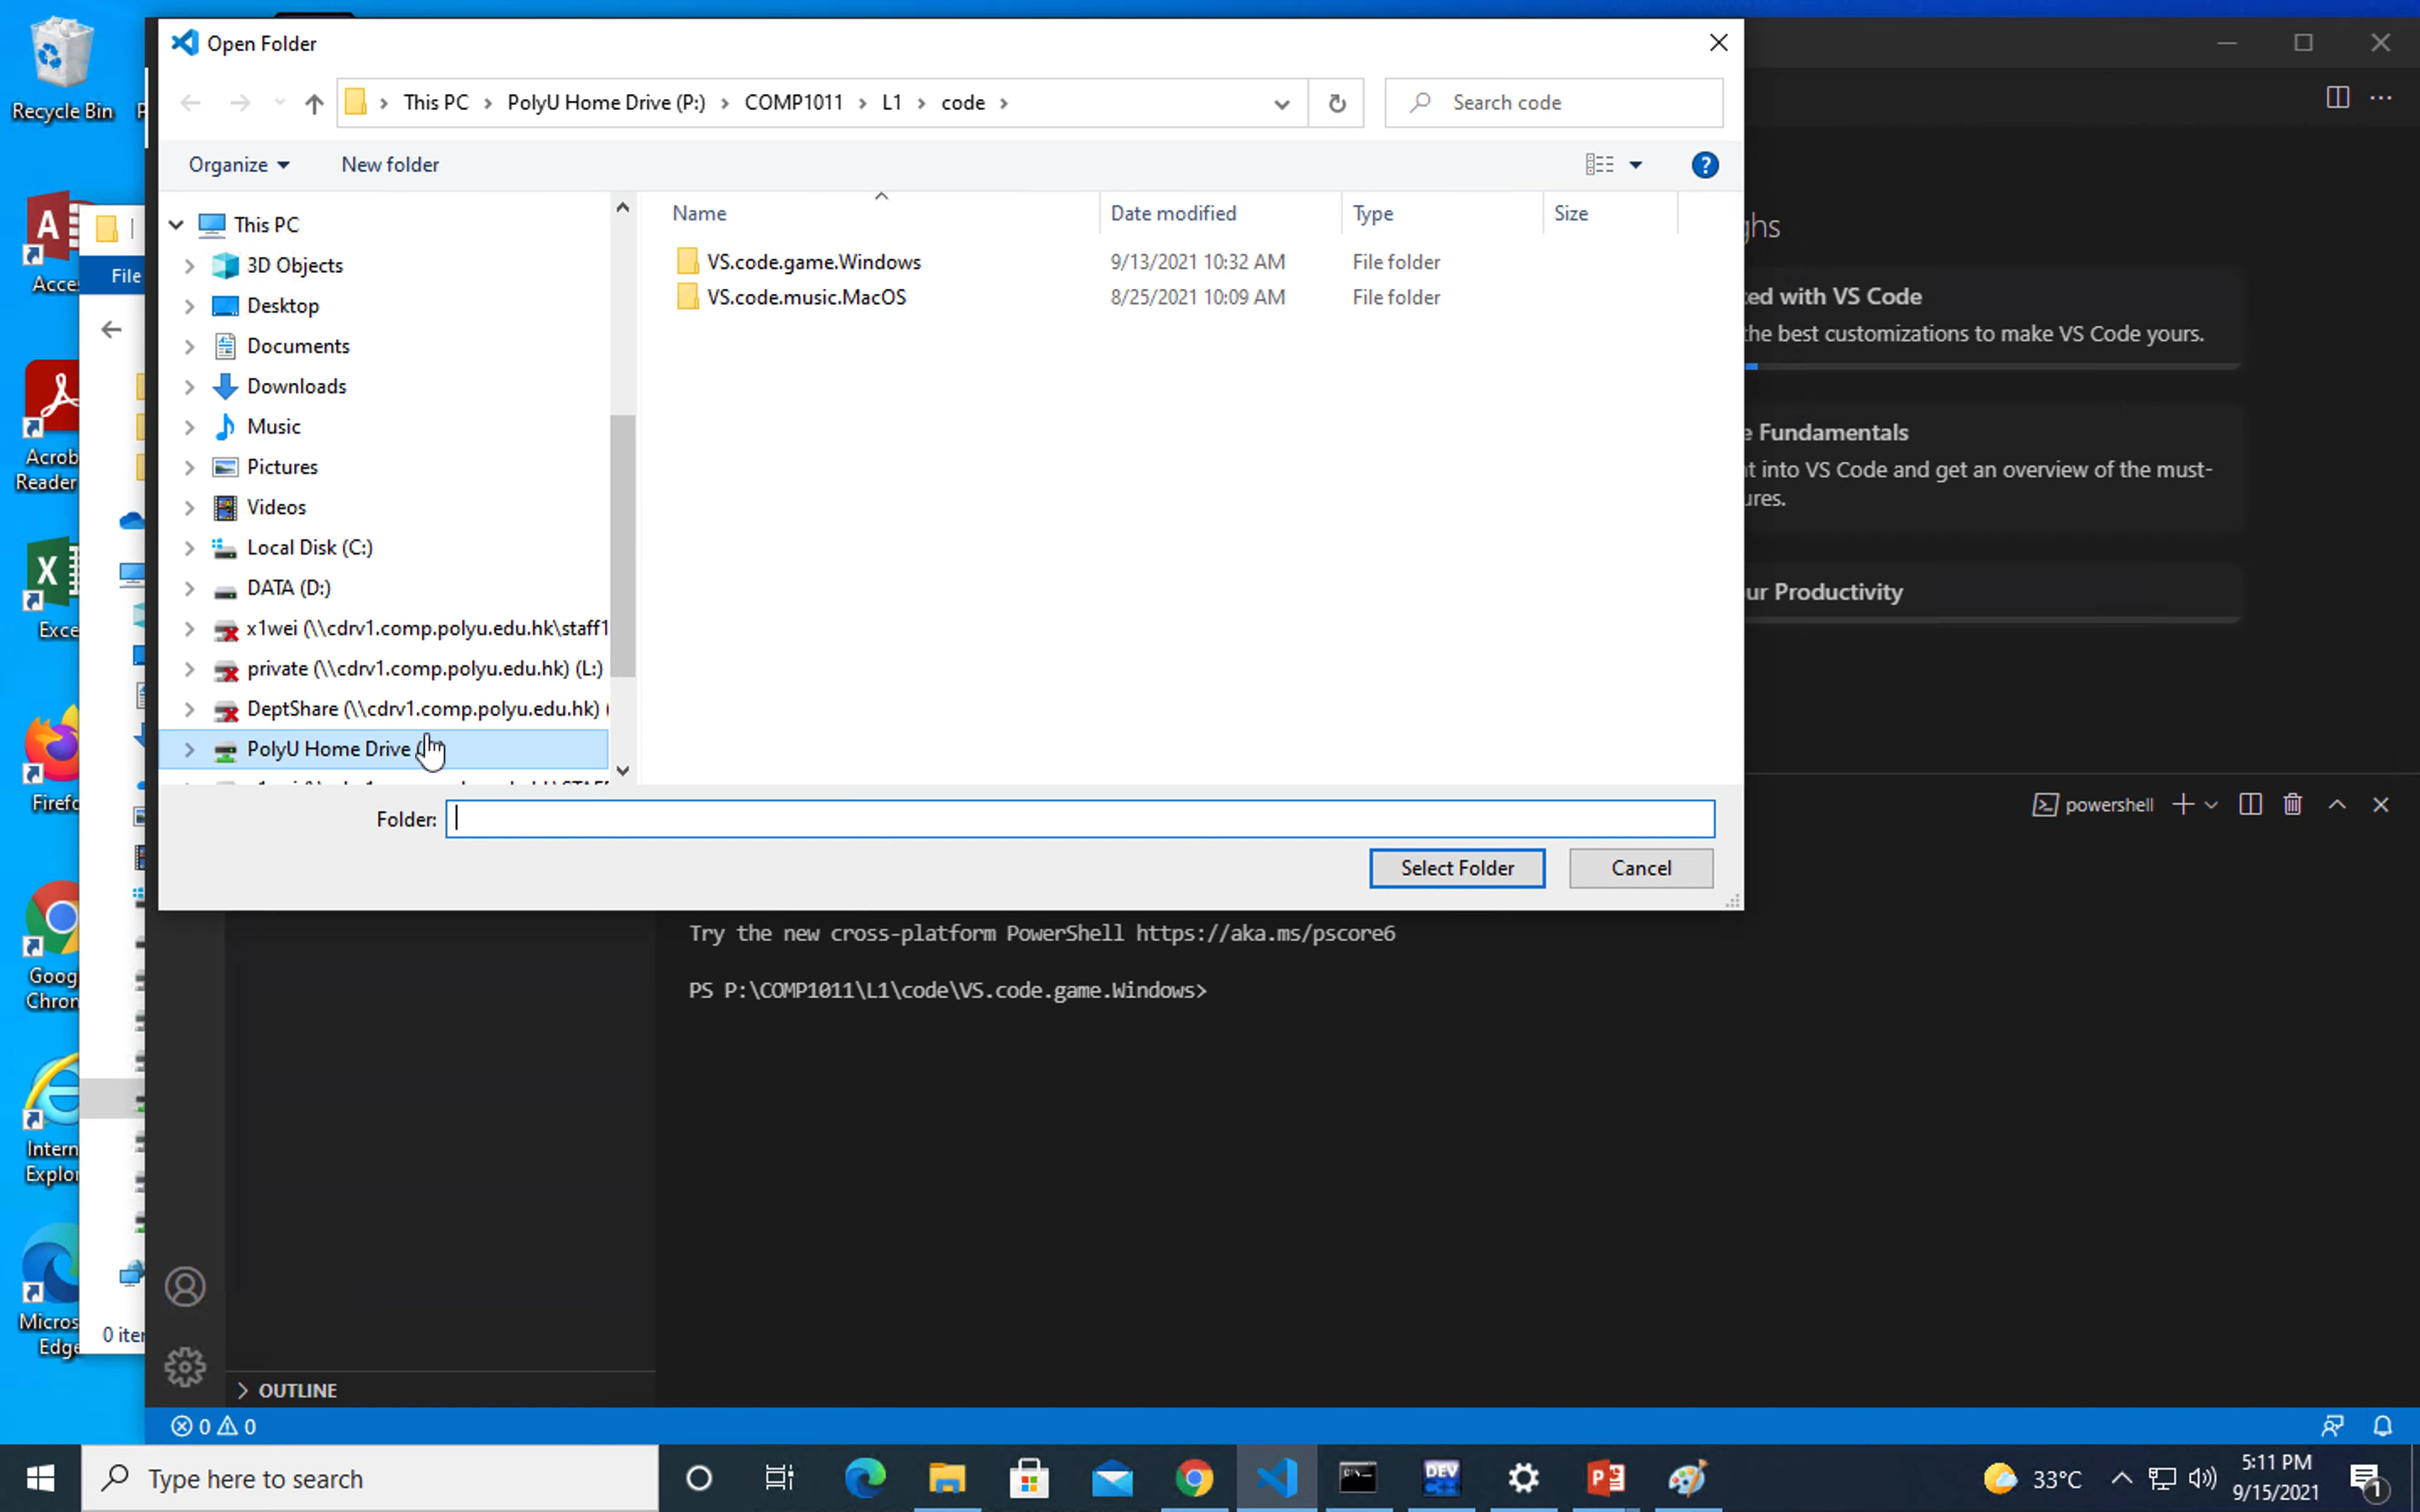 Recycle Bin
P
Open Folder
This PC > PolyU Home Drive (P:) > COMP1011 > L1 > code >
Search code
Organize
New folder
Name
Date modified
Type
Size
VS.code.game.Windows 9/13/2021 10:32 AM File folder
VS.code.music.MacOS 8/25/2021 10:09 AM File folder
This PC
3D Objects
Desktop
Documents
Downloads
Music
Pictures
Videos
Local Disk (C:)
DATA (D:)
x1wei (\\cdrv1.comp.polyu.edu.hk\staff1
private (\\cdrv1.comp.polyu.edu.hk) (L:)
DeptShare (\\cdrv1.comp.polyu.edu.hk) (
PolyU Home Drive (
Folder:
Select Folder
Cancel
File
Acce
Acrob
Reader
Exce
Firefo
Goog
Chron
Intern
Explor
Micros
Edge
0 iter
ghs
ted with VS Code
the best customizations to make VS Code yours.
e Fundamentals
t into VS Code and get an overview of the must-
ures.
ur Productivity
powershell
Try the new cross-platform PowerShell https://aka.ms/pscore6
PS P:\COMP1011\L1\code\VS.code.game.Windows>
OUTLINE
0 0
Type here to search
DEV
33°C
5:11 PM
9/15/2021
1